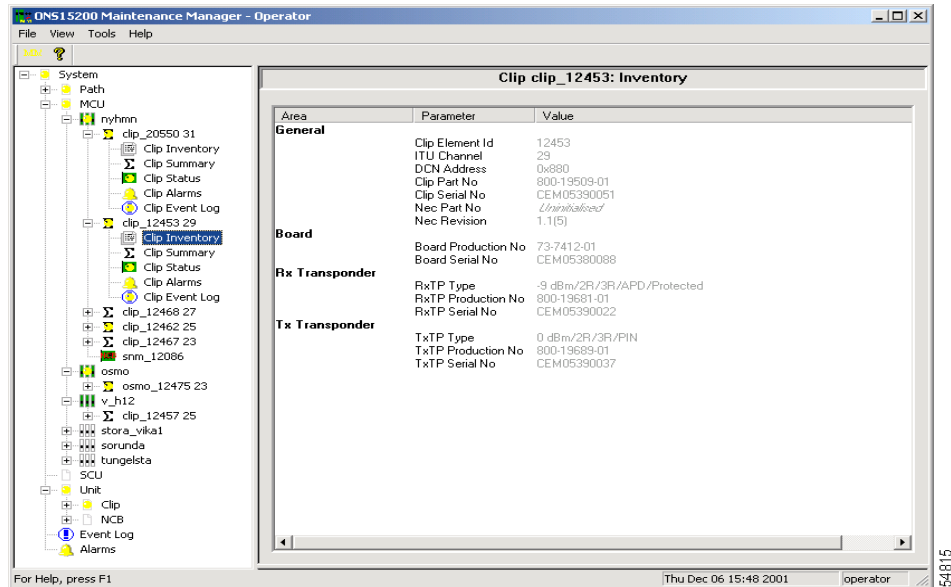 ONS15200 Maintenance Manager - Operator
File View Tools Help
System
Path
MCU
nyhmn
clip_20550 31
Clip Inventory
Clip Summary
Clip Status
Clip Alarms
Clip Event Log
clip_12453 29
Clip Inventory
Clip Summary
Clip Status
Clip Alarms
Clip Event Log
clip_12468 27
clip_12462 25
clip_12467 23
snm_12086
osmo
osmo_12475 23
v_h12
clip_12457 25
stora_vika1
sorunda
tungelsta
SCU
Unit
Clip
NCB
Event Log
Alarms
Clip clip_12453: Inventory
Area Parameter Value
General
Clip Element Id 12453
ITU Channel 29
DCN Address 0x880
Clip Part No 800-19509-01
Clip Serial No CEM05390051
Nec Part No Uninitialised
Nec Revision 1.1(5)
Board
Board Production No 73-7412-01
Board Serial No CEM05380088
Rx Transponder
RxTP Type -9 dBm/2R/3R/APD/Protected
RxTP Production No 800-19681-01
RxTP Serial No CEM05390022
Tx Transponder
TxTP Type 0 dBm/2R/3R/PIN
TxTP Production No 800-19689-01
TxTP Serial No CEM05390037
For Help, press F1
Thu Dec 06 15:48 2001
operator
54815